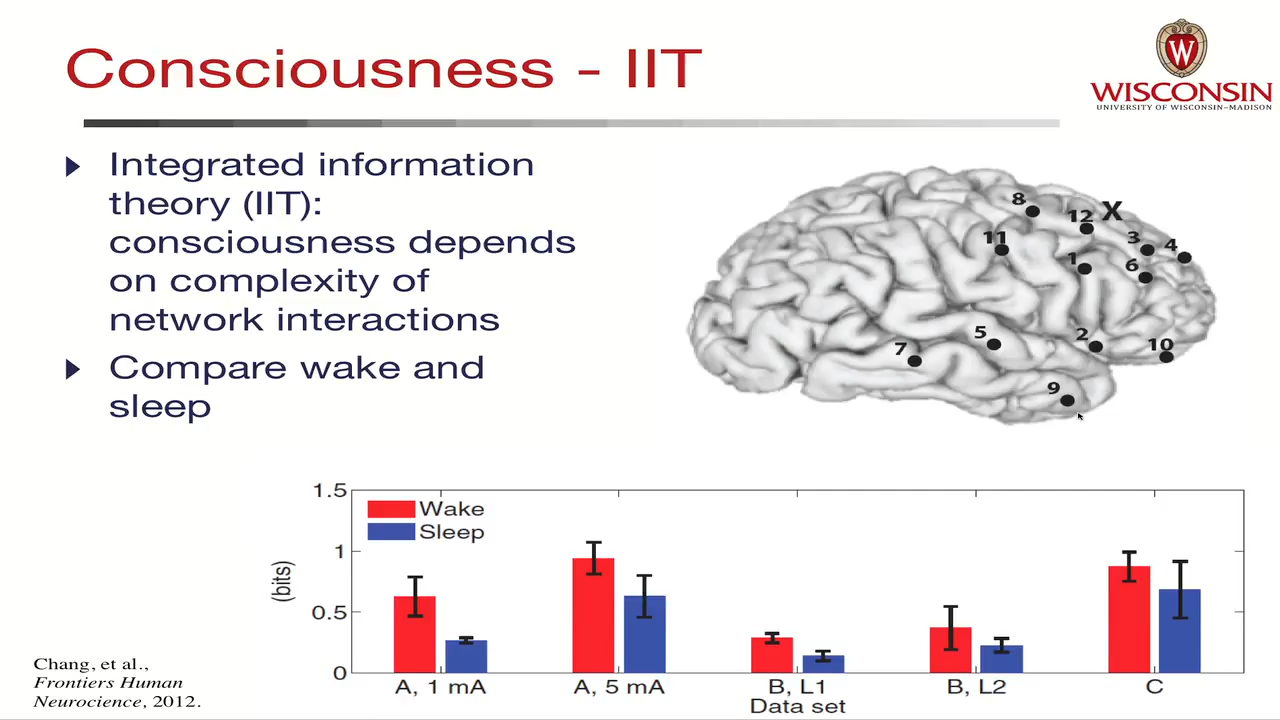 Consciousness - IIT
W
WISCONSIN
UNIVERSITY OF WISCONSIN–MADISON
Integrated information
theory (IIT):
consciousness depends
on complexity of
network interactions
Compare wake and
sleep
8
12
X
11
3
4
1
6
5
2
10
7
9
1.5
1
0.5
0
(bits)
Wake
Sleep
A, 1 mA
A, 5 mA
B, L1
B, L2
C
Data set
Chang, et al.,
Frontiers Human
Neurocience, 2012.